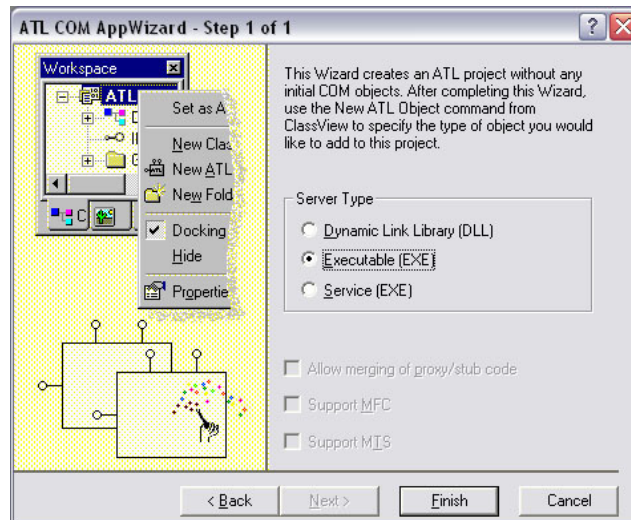 ATL COM AppWizard - Step 1 of 1
Workspace
ATL
Set as A
New Clas
New ATL
New Fold
Docking
Hide
Propertie
This Wizard creates an ATL project without any
initial COM objects. After completing this Wizard,
use the New ATL Object command from
ClassView to specify the type of object you would
like to add to this project.
Server Type
Dynamic Link Library (DLL)
Executable (EXE)
Service (EXE)
Allow merging of proxy/stub code
Support MFC
Support MTS
< Back
Next >
Finish
Cancel